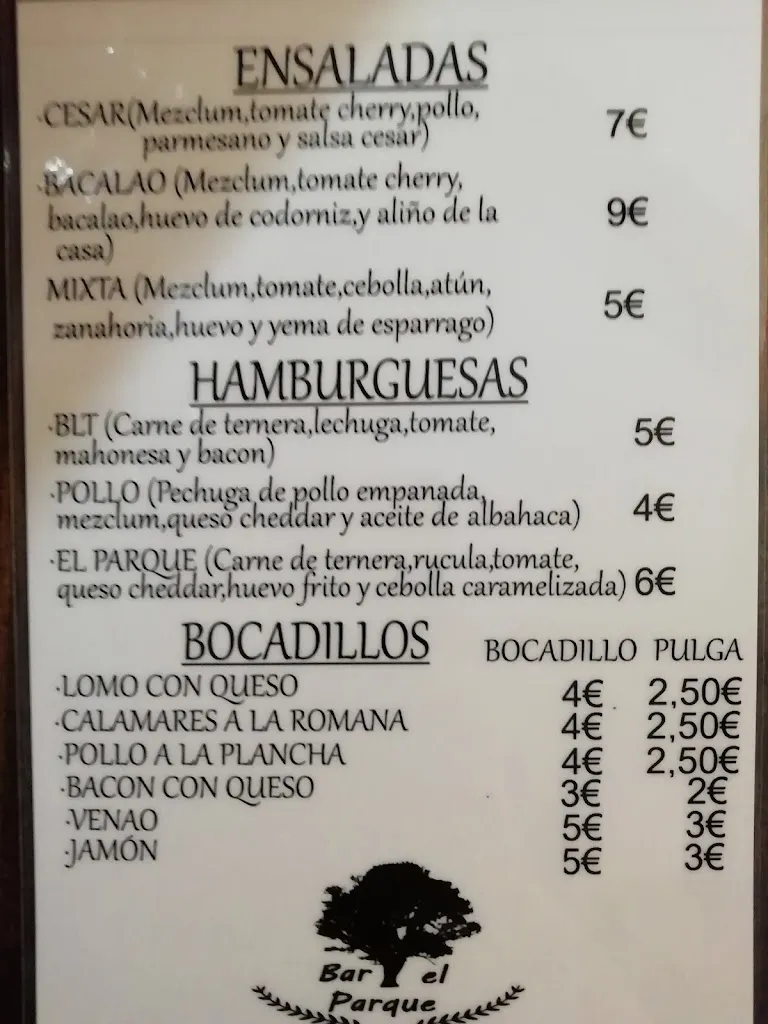 ENSALADAS
·CESAR(Mezclum,tomate cherry,pollo, 7€
parmesano y salsa cesar)
·BACALAO (Mezclum,tomate cherry,
bacalao,huevo de codorniz,y aliño de la 9€
casa)
MIXTA (Mezclum,tomate,cebolla,atún, 5€
zanahoria,huevo y yema de esparrago)
HAMBURGUESAS
·BLT (Carne de ternera,lechuga,tomate, 5€
mahonesa y bacon)
·POLLO (Pechuga de pollo empanada, 4€
mezclum,queso cheddar y aceite de albahaca)
·EL PARQUE (Carne de ternera,rucula,tomate,
queso cheddar,huevo frito y cebolla caramelizada) 6€
BOCADILLOS BOCADILLO PULGA
·LOMO CON QUESO 4€ 2,50€
·CALAMARES A LA ROMANA 4€ 2,50€
·POLLO A LA PLANCHA 4€ 2,50€
·BACON CON QUESO 3€ 2€
·VENAO 5€ 3€
·JAMÓN 5€ 3€
Bar el
Parque